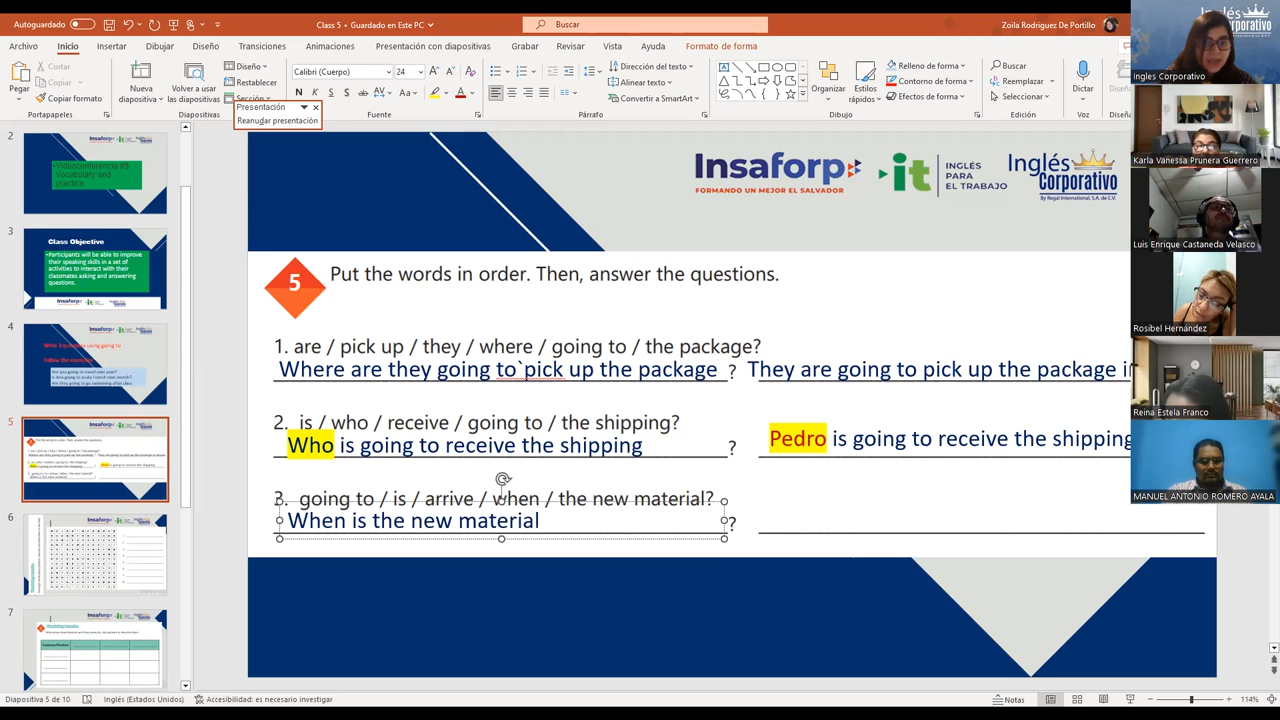 Autoguardado
Class 5 • Guardado en Este PC
Buscar
Zoila Rodriguez De Portillo
Archivo Inicio Insertar Dibujar Diseño Transiciones Animaciones Presentación con diapositivas Grabar Revisar Vista Ayuda Formato de forma
Pegar
Cortar
Copiar
Copiar formato
Portapapeles
Nueva diapositiva
Volver a usar las diapositivas
Diseño
Restablecer
Sección
Diapositivas
Presentación
Reanudar presentación
Calibri (Cuerpo) 24
Fuente
Dirección del texto
Alinear texto
Convertir a SmartArt
Párrafo
Organizar
Estilos rápidos
Relleno de forma
Contorno de forma
Efectos de forma
Dibujo
Buscar
Reemplazar
Seleccionar
Edición
Dictar
Voz
2
Videoconferencia #5
Vocabulary and
practice
3
Class Objective
Participants will be able to improve
their speaking skills in a set of
activities to interact with their
classmates asking and answering
questions.
4
5
6
7
Insaforp
FORMANDO UN MEJOR EL SALVADOR
it
INGLÉS
PARA
EL TRABAJO
Inglés
Corporativo
By Regal International, S.A. de C.V.
5 Put the words in order. Then, answer the questions.
1. are / pick up / they / where / going to / the package?
Where are they going to`pick up the package ? They are going to pick up the package i
2. is / who / receive / going to / the shipping?
Who is going to receive the shipping ? Pedro is going to receive the shipping
3. going to / is / arrive / when / the new material?
When is the new material ?
Ingles Corporativo
Karla Vanessa Prunera Guerrero
Luis Enrique Castaneda Velasco
Rosibel Hernández
Reina Estela Franco
MANUEL ANTONIO ROMERO AYALA
Diapositiva 5 de 10 Inglés (Estados Unidos) Accesibilidad: es necesario investigar
Notas
114%